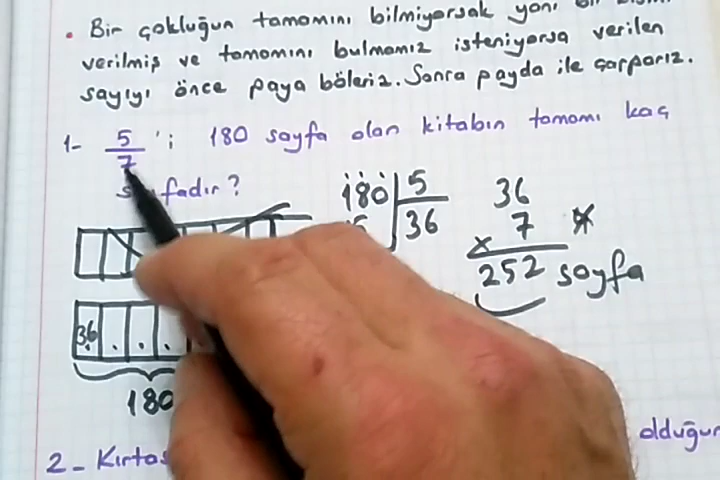 • Bir çokluğun tamamını bilmiyorsak yani bir
verilmiş ve tamamını bulmamız isteniyorsa verilen
sayıyı önce paya böleriz. Sonra payda ile çarparız.
1- 5/7 'i 180 sayfa olan kitabın tamamı kaç
sayfadır?
180 5
36
36
7
x
252 sayfa
36
180
2- Kırtas
olduğun